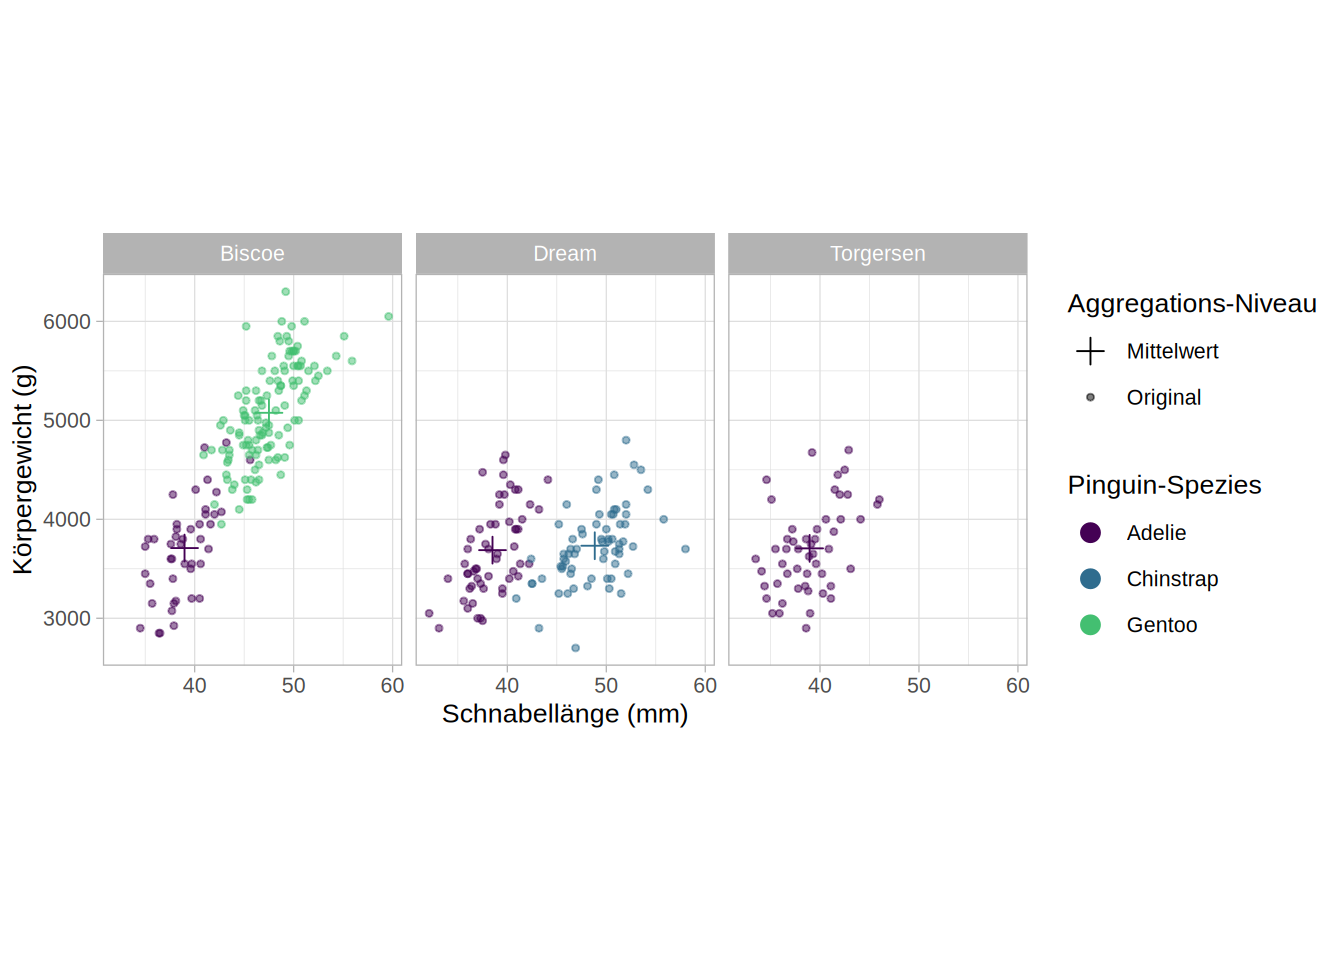 Biscoe
Dream
Torgersen
Körpergewicht (g)
6000
5000
4000
3000
40 50 60
40 50 60
40 50 60
Schnabellänge (mm)
Aggregations-Niveau
Mittelwert
Original
Pinguin-Spezies
Adelie
Chinstrap
Gentoo